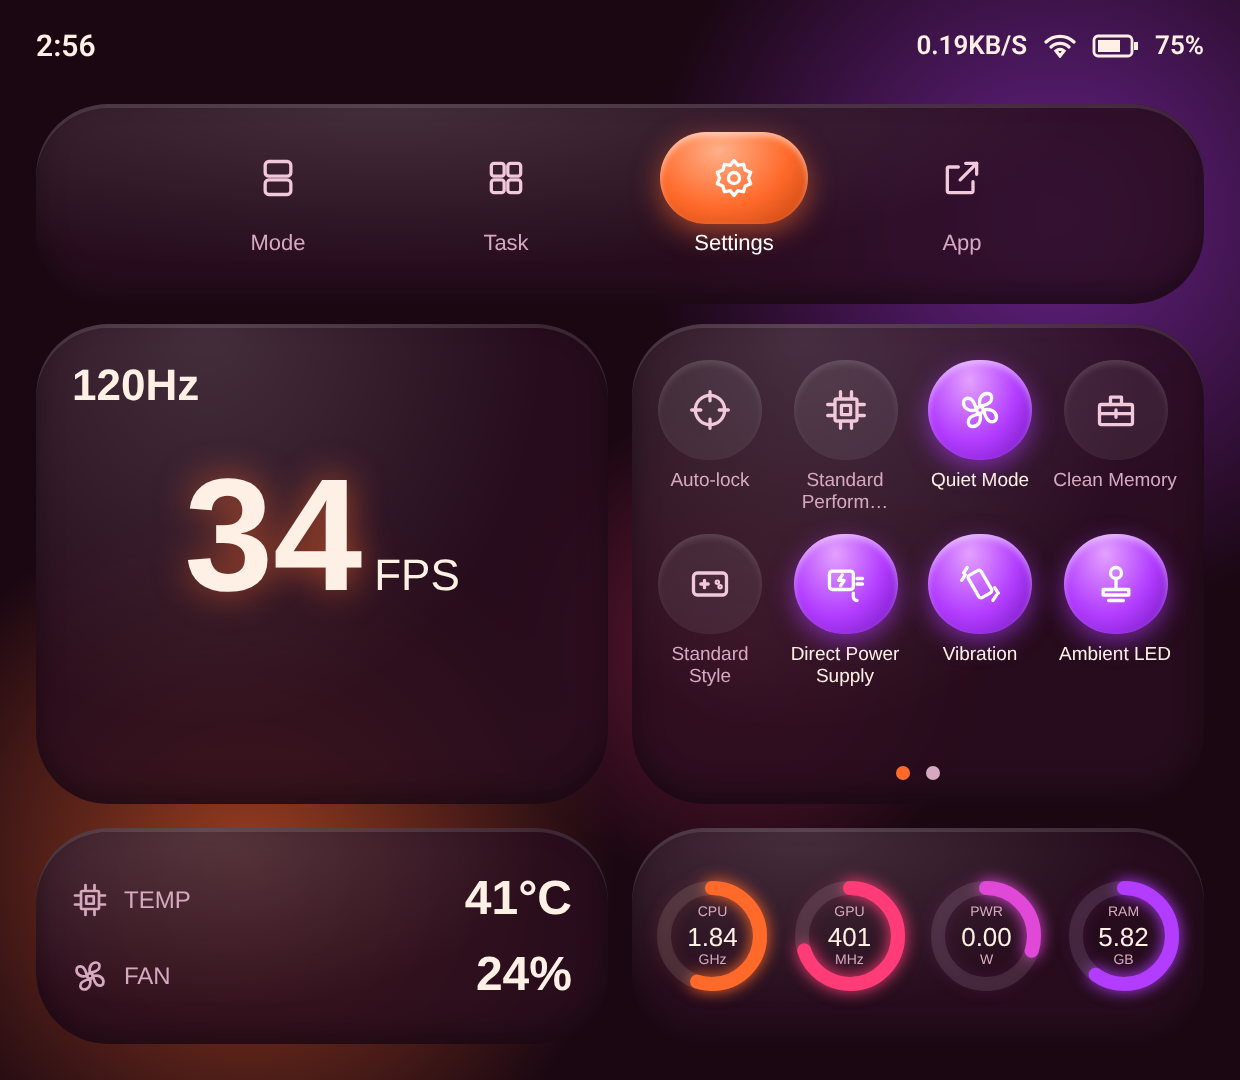 2:56
0.19KB/S
75%
Mode
Task
Settings
App
120Hz
34 FPS
Auto-lock
Standard
Perform…
Quiet Mode
Clean Memory
Standard
Style
Direct Power
Supply
Vibration
Ambient LED
TEMP
41°C
FAN
24%
CPU
1.84
GHz
GPU
401
MHz
PWR
0.00
W
RAM
5.82
GB